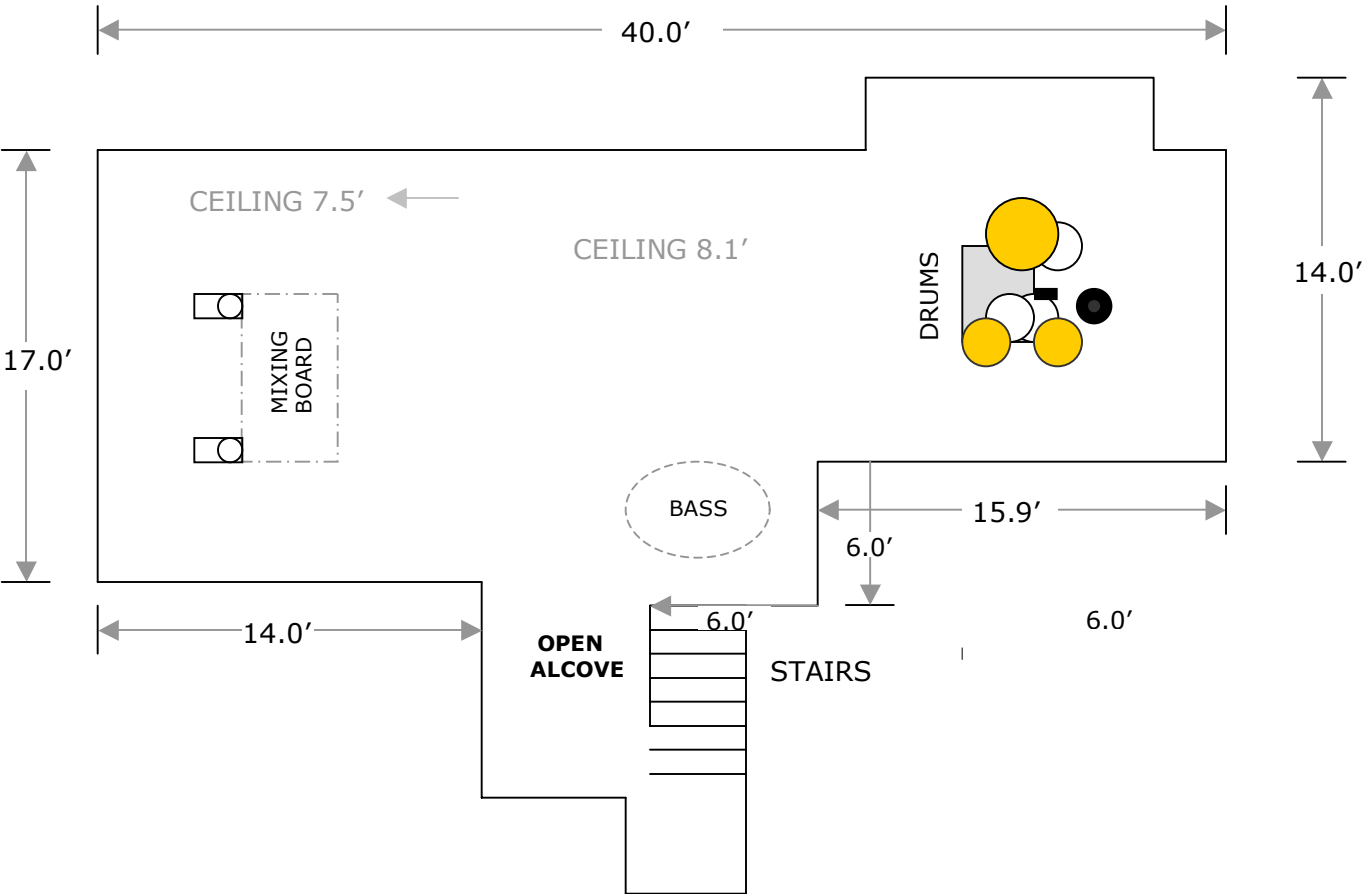 40.0’
CEILING 7.5’
CEILING 8.1’
14.0’
DRUMS
17.0’
MIXING
BOARD
BASS
15.9’
6.0’
6.0’
6.0’
14.0’
OPEN
ALCOVE
STAIRS